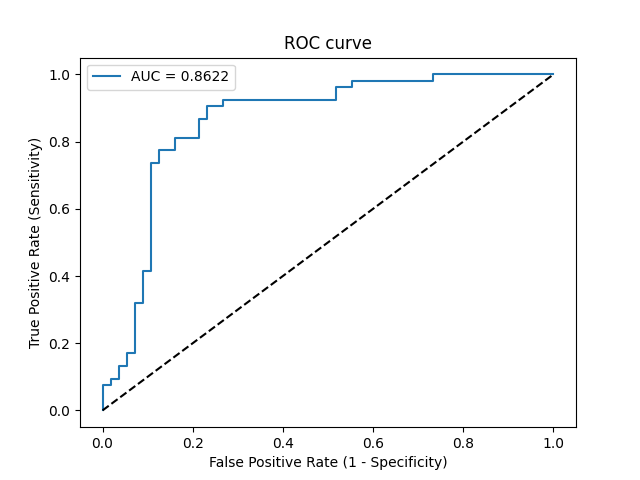 ROC curve
AUC = 0.8622
1.0
0.8
0.6
0.4
0.2
0.0
True Positive Rate (Sensitivity)
0.0 0.2 0.4 0.6 0.8 1.0
False Positive Rate (1 - Specificity)